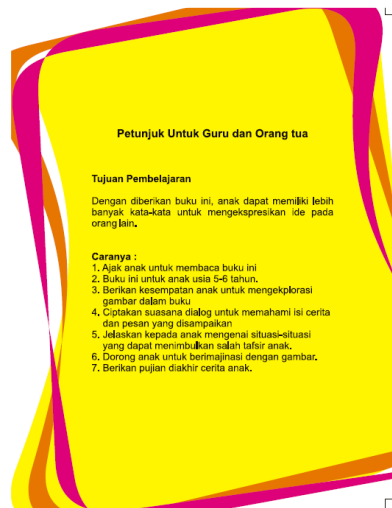 Petunjuk Untuk Guru dan Orang tua
Tujuan Pembelajaran
Dengan diberikan buku ini, anak dapat memiliki lebih
banyak kata-kata untuk mengekspresikan ide pada
orang lain.
Caranya :
1. Ajak anak untuk membaca buku ini
2. Buku ini untuk anak usia 5-6 tahun.
3. Berikan kesempatan anak untuk mengekplorasi
gambar dalam buku
4. Ciptakan suasana dialog untuk memahami isi cerita
dan pesan yang disampaikan
5. Jelaskan kepada anak mengenai situasi-situasi
yang dapat menimbulkan salah tafsir anak.
6. Dorong anak untuk berimajinasi dengan gambar.
7. Berikan pujian diakhir cerita anak.